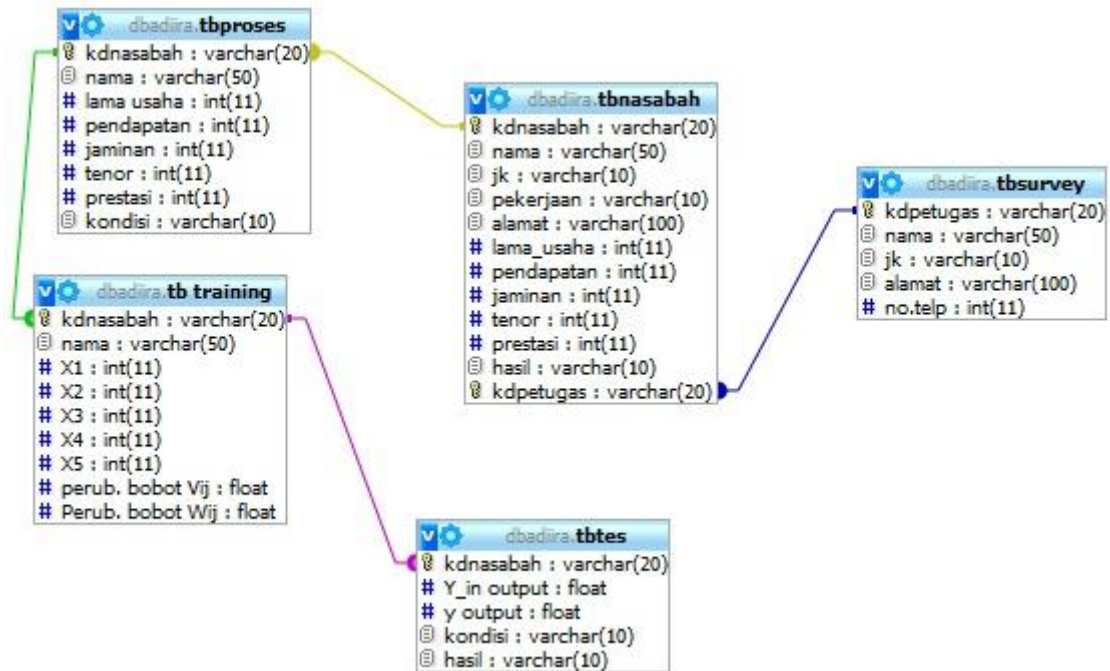 dbadiira.tbproses
kdnasabah : varchar(20)
nama : varchar(50)
lama usaha : int(11)
pendapatan : int(11)
jaminan : int(11)
tenor : int(11)
prestasi : int(11)
kondisi : varchar(10)
dbadiira.tb training
kdnasabah : varchar(20)
nama : varchar(50)
X1 : int(11)
X2 : int(11)
X3 : int(11)
X4 : int(11)
X5 : int(11)
perub. bobot Vij : float
Perub. bobot Wij : float
dbadiira.tbnasabah
kdnasabah : varchar(20)
nama : varchar(50)
jk : varchar(10)
pekerjaan : varchar(10)
alamat : varchar(100)
lama_usaha : int(11)
pendapatan : int(11)
jaminan : int(11)
tenor : int(11)
prestasi : int(11)
hasil : varchar(10)
kdpetugas : varchar(20)
dbadiira.tbsurvey
kdpetugas : varchar(20)
nama : varchar(50)
jk : varchar(10)
alamat : varchar(100)
no.telp : int(11)
dbadiira.tbtes
kdnasabah : varchar(20)
Y_in output : float
y output : float
kondisi : varchar(10)
hasil : varchar(10)